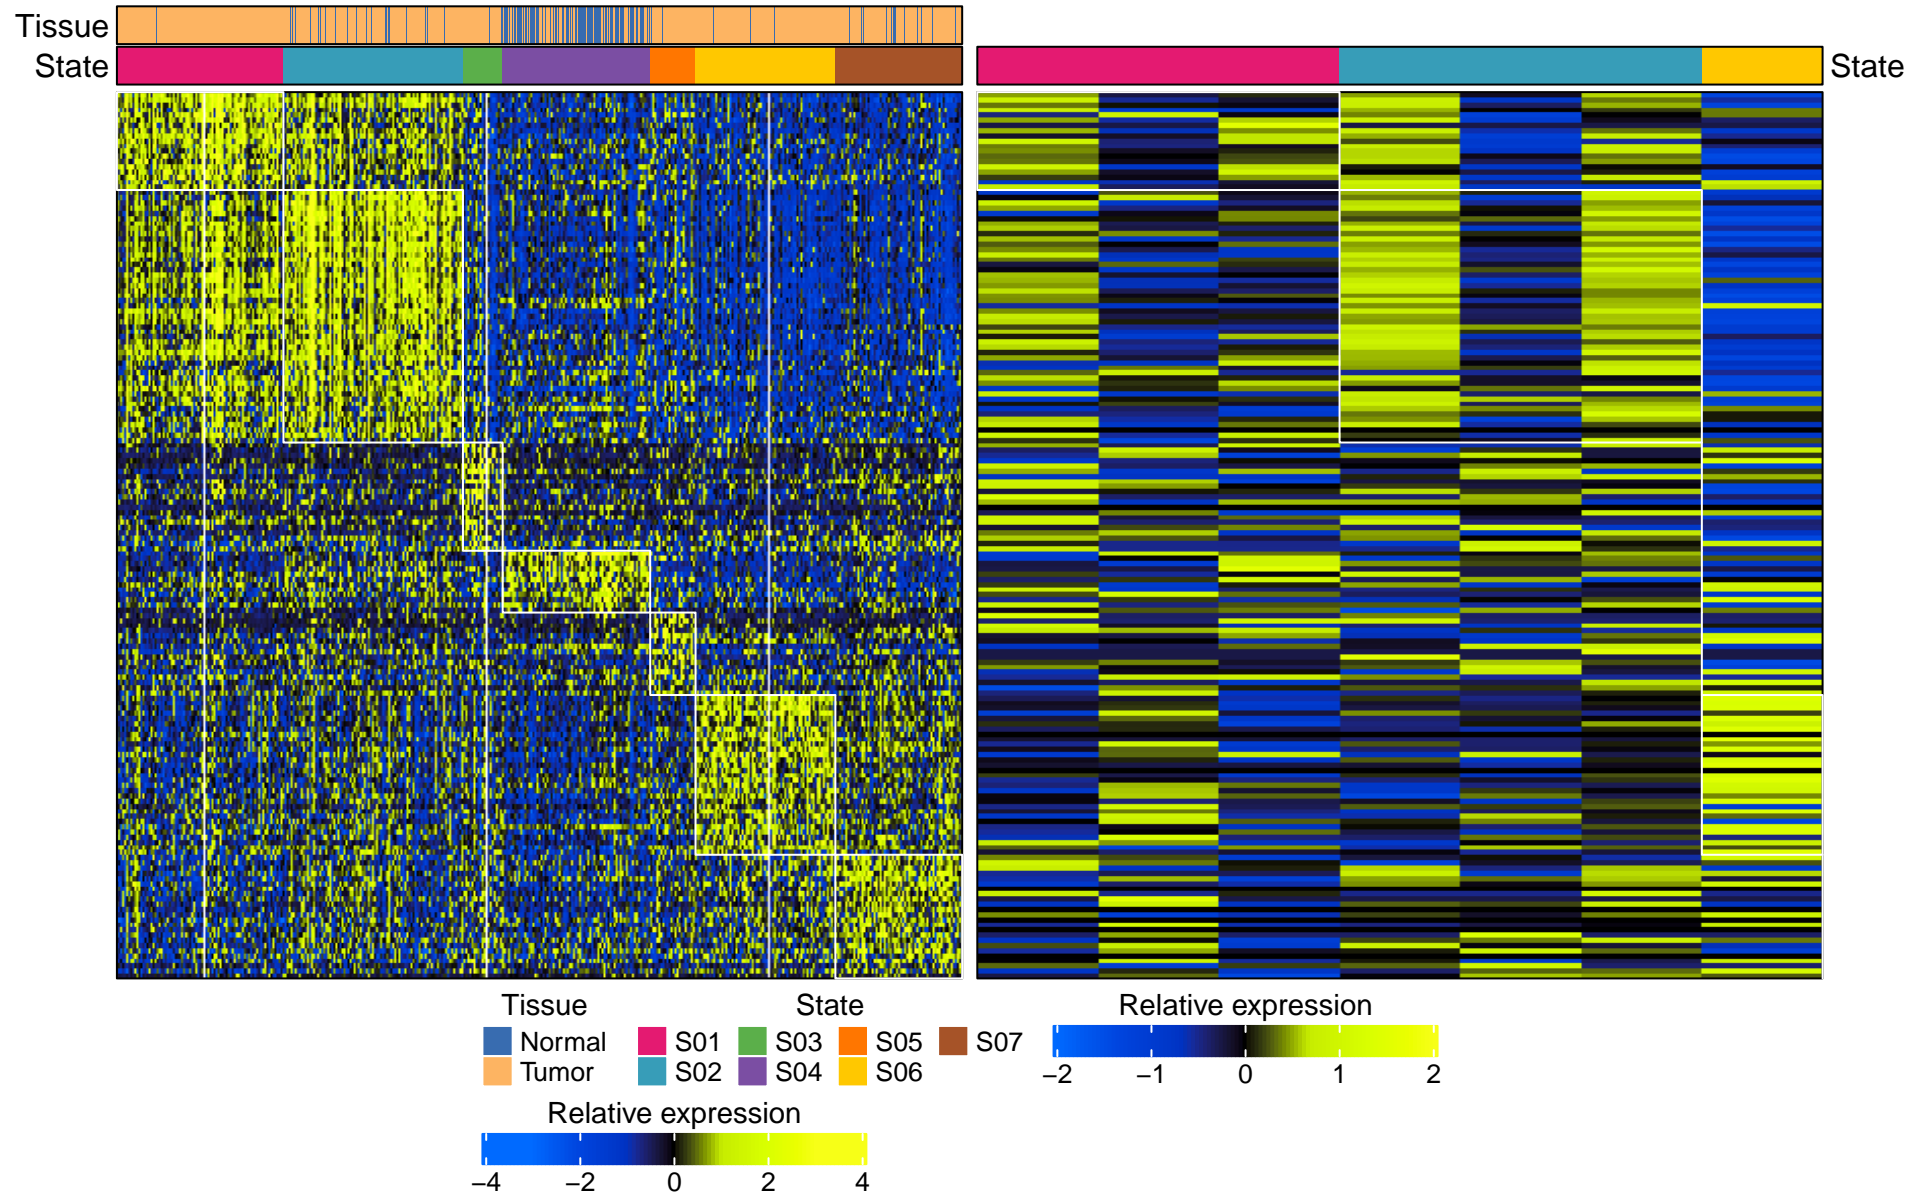 Tissue
State
State
Tissue State Relative expression
Normal S01 S03 S05 S07
Tumor S02 S04 S06
−2 −1 0 1 2
Relative expression
−4 −2 0 2 4